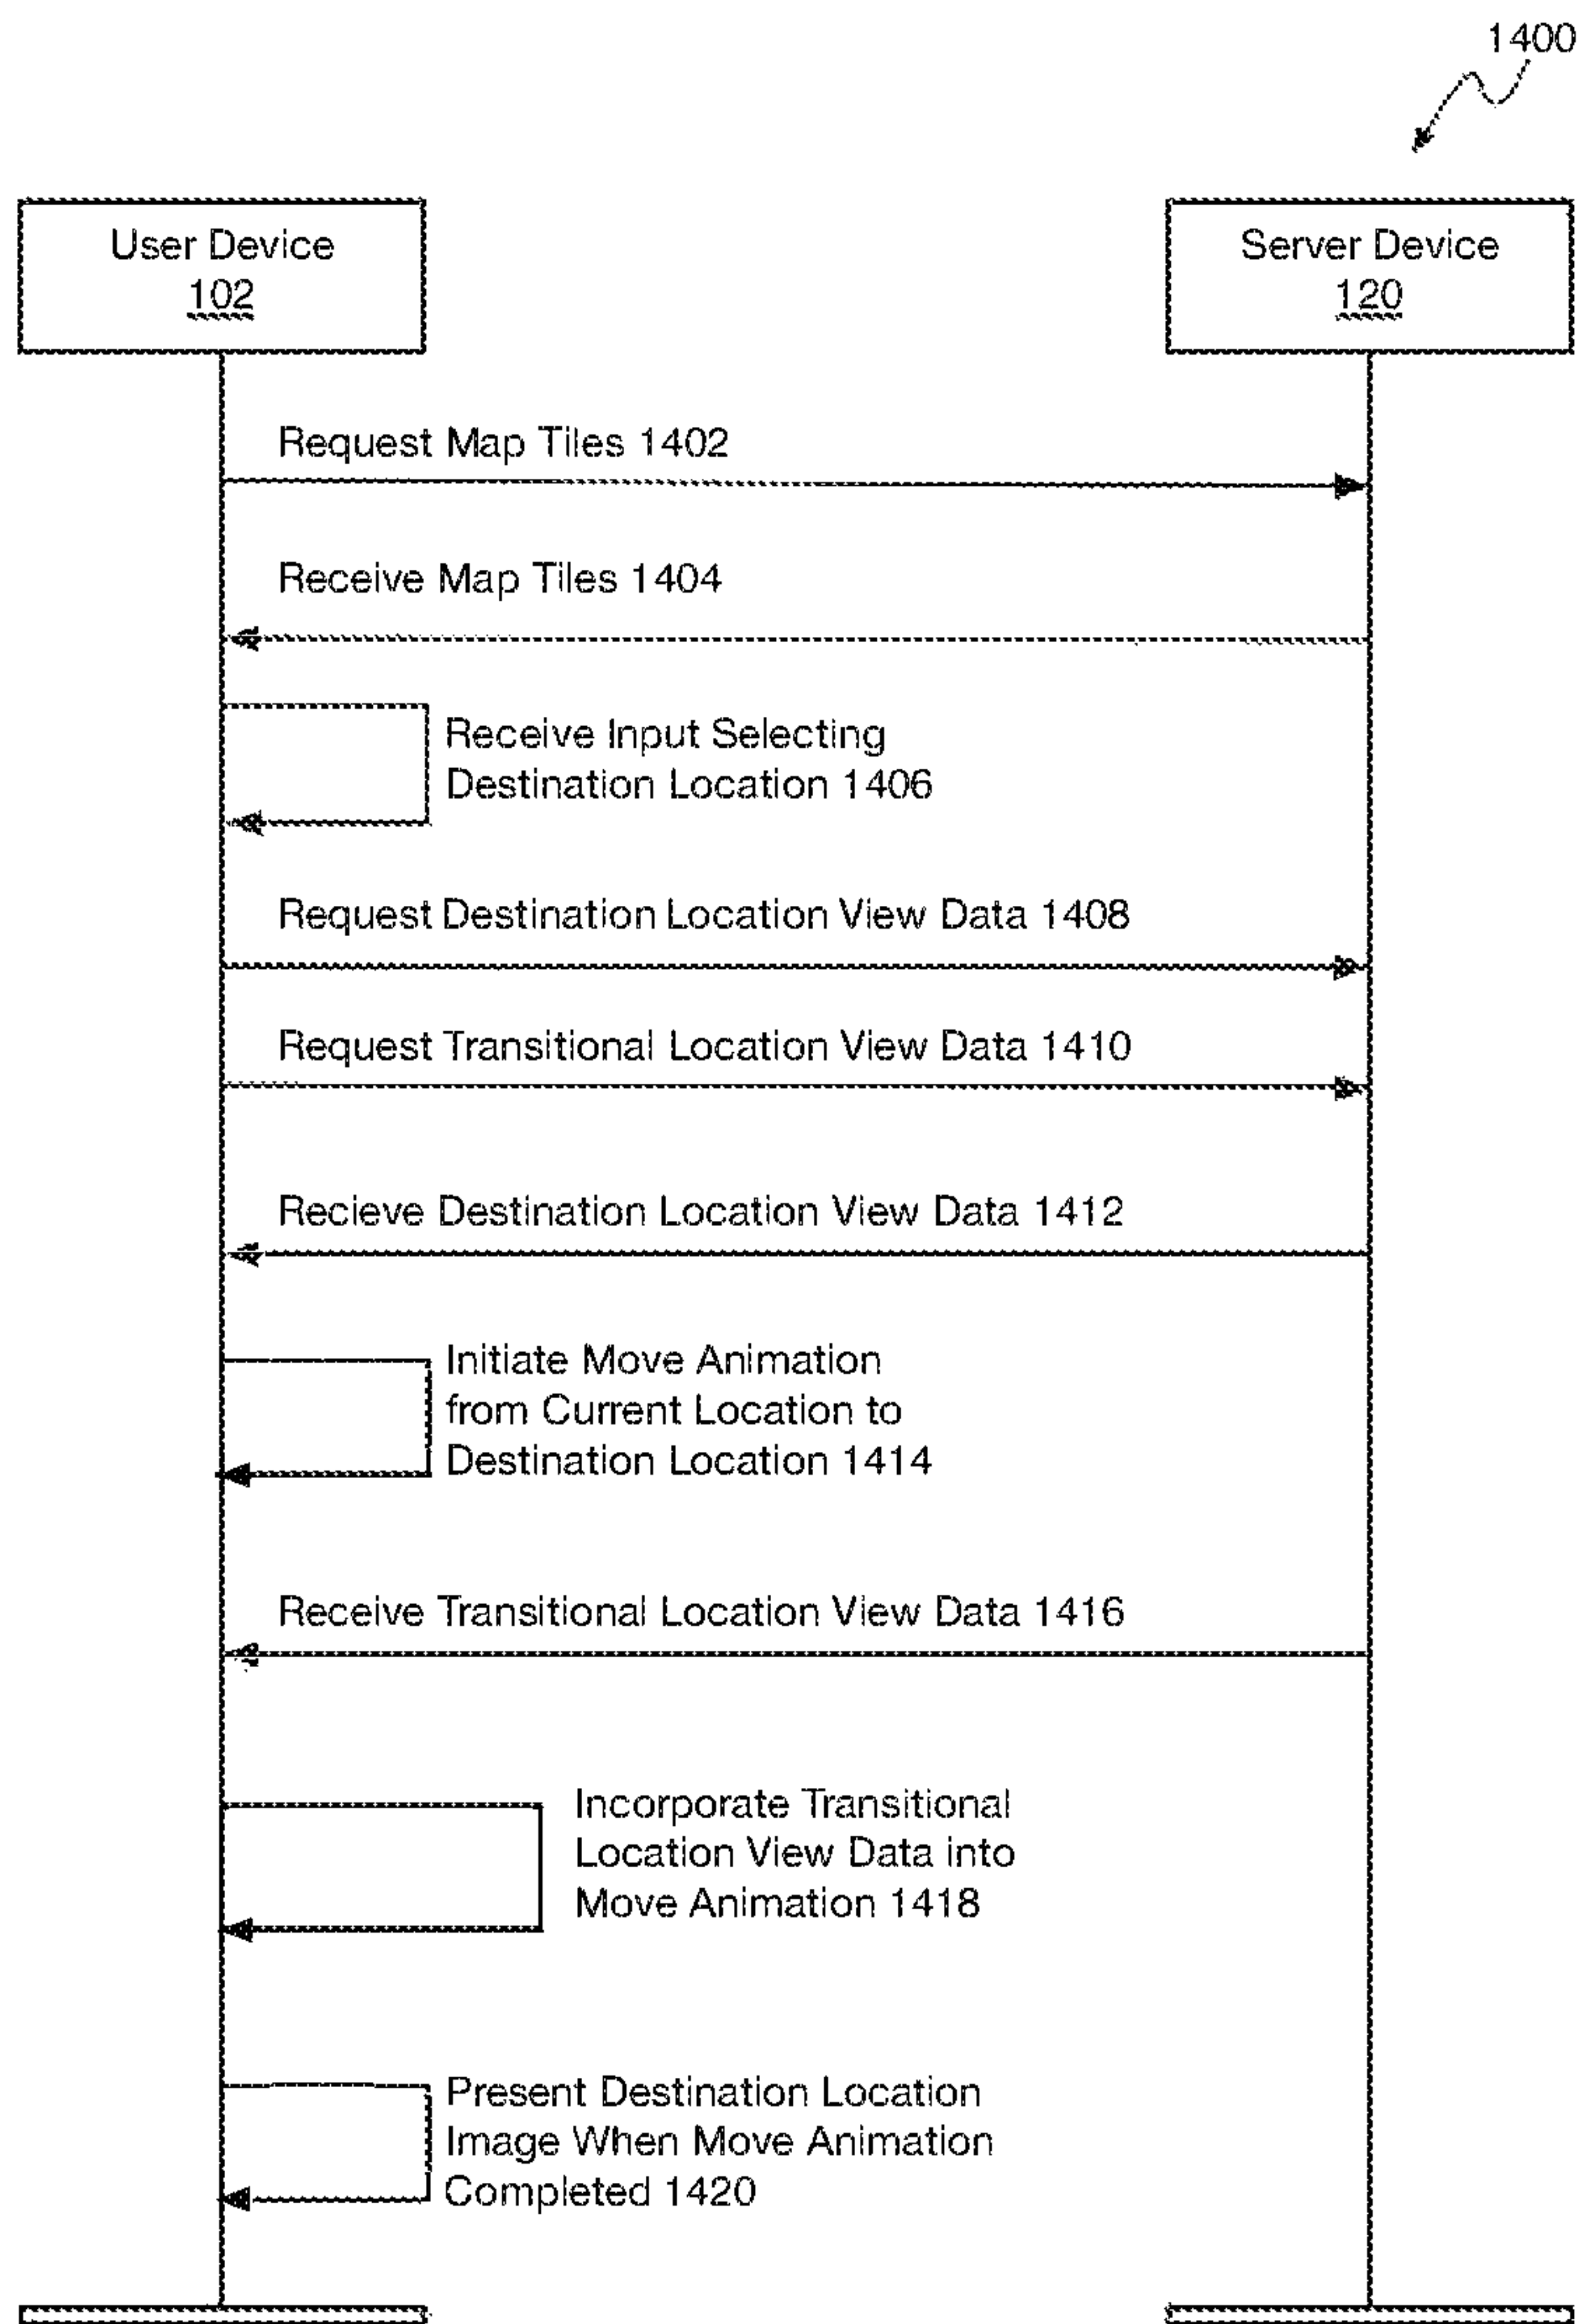 1400
User Device
102
Server Device
120
Request Map Tiles 1402
Receive Map Tiles 1404
Receive Input Selecting
Destination Location 1406
Request Destination Location View Data 1408
Request Transitional Location View Data 1410
Recieve Destination Location View Data 1412
Initiate Move Animation
from Current Location to
Destination Location 1414
Receive Transitional Location View Data 1416
Incorporate Transitional
Location View Data into
Move Animation 1418
Present Destination Location
Image When Move Animation
Completed 1420